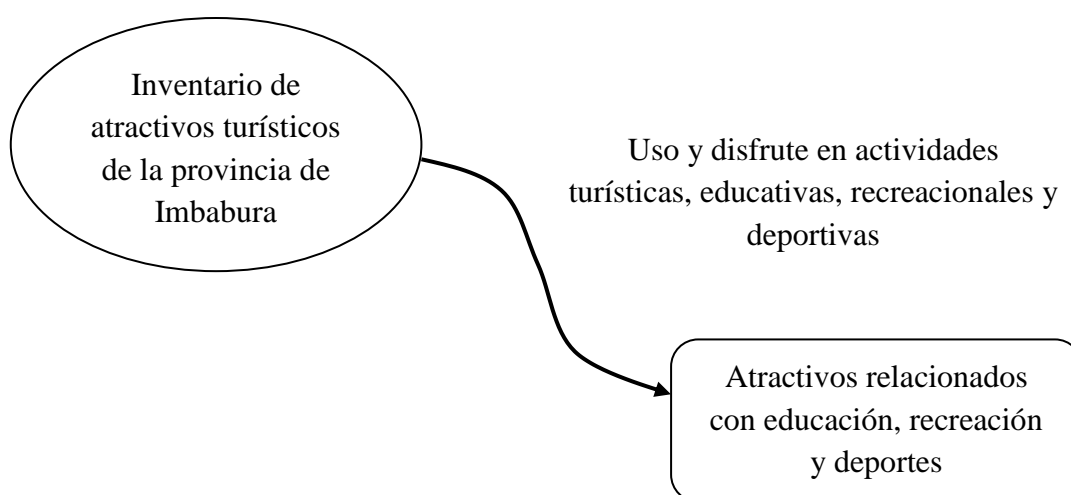 Inventario de
atractivos turísticos
de la provincia de
Imbabura
Uso y disfrute en actividades
turísticas, educativas, recreacionales y
deportivas
Atractivos relacionados
con educación, recreación
y deportes